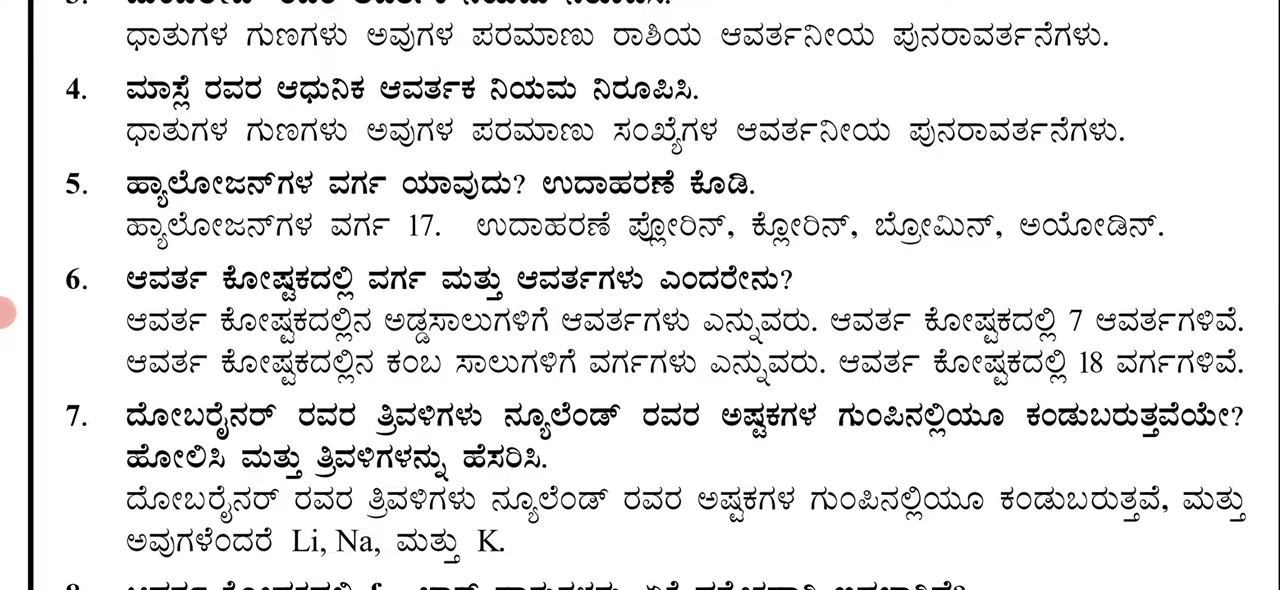 ಧಾತುಗಳ ಗುಣಗಳು ಅವುಗಳ ಪರಮಾಣು ರಾಶಿಯ ಆವರ್ತನೀಯ ಪುನರಾವರ್ತನೆಗಳು.
4. ಮಾಸ್ಲೆ ರವರ ಆಧುನಿಕ ಆವರ್ತಕ ನಿಯಮ ನಿರೂಪಿಸಿ.
ಧಾತುಗಳ ಗುಣಗಳು ಅವುಗಳ ಪರಮಾಣು ಸಂಖ್ಯೆಗಳ ಆವರ್ತನೀಯ ಪುನರಾವರ್ತನೆಗಳು.
5. ಹ್ಯಾಲೋಜನ್‌ಗಳ ವರ್ಗ ಯಾವುದು? ಉದಾಹರಣೆ ಕೊಡಿ.
ಹ್ಯಾಲೋಜನ್‌ಗಳ ವರ್ಗ 17. ಉದಾಹರಣೆ ಫ್ಲೋರಿನ್, ಕ್ಲೋರಿನ್, ಬ್ರೋಮಿನ್, ಅಯೋಡಿನ್.
6. ಆವರ್ತ ಕೋಷ್ಟಕದಲ್ಲಿ ವರ್ಗ ಮತ್ತು ಆವರ್ತಗಳು ಎಂದರೇನು?
ಆವರ್ತ ಕೋಷ್ಟಕದಲ್ಲಿನ ಅಡ್ಡಸಾಲುಗಳಿಗೆ ಆವರ್ತಗಳು ಎನ್ನುವರು. ಆವರ್ತ ಕೋಷ್ಟಕದಲ್ಲಿ 7 ಆವರ್ತಗಳಿವೆ.
ಆವರ್ತ ಕೋಷ್ಟಕದಲ್ಲಿನ ಕಂಬ ಸಾಲುಗಳಿಗೆ ವರ್ಗಗಳು ಎನ್ನುವರು. ಆವರ್ತ ಕೋಷ್ಟಕದಲ್ಲಿ 18 ವರ್ಗಗಳಿವೆ.
7. ದೋಬರೈನರ್ ರವರ ತ್ರಿವಳಿಗಳು ನ್ಯೂಲೆಂಡ್ ರವರ ಅಷ್ಟಕಗಳ ಗುಂಪಿನಲ್ಲಿಯೂ ಕಂಡುಬರುತ್ತವೆಯೇ?
ಹೋಲಿಸಿ ಮತ್ತು ತ್ರಿವಳಿಗಳನ್ನು ಹೆಸರಿಸಿ.
ದೋಬರೈನರ್ ರವರ ತ್ರಿವಳಿಗಳು ನ್ಯೂಲೆಂಡ್ ರವರ ಅಷ್ಟಕಗಳ ಗುಂಪಿನಲ್ಲಿಯೂ ಕಂಡುಬರುತ್ತವೆ, ಮತ್ತು
ಅವುಗಳೆಂದರೆ Li, Na, ಮತ್ತು K.